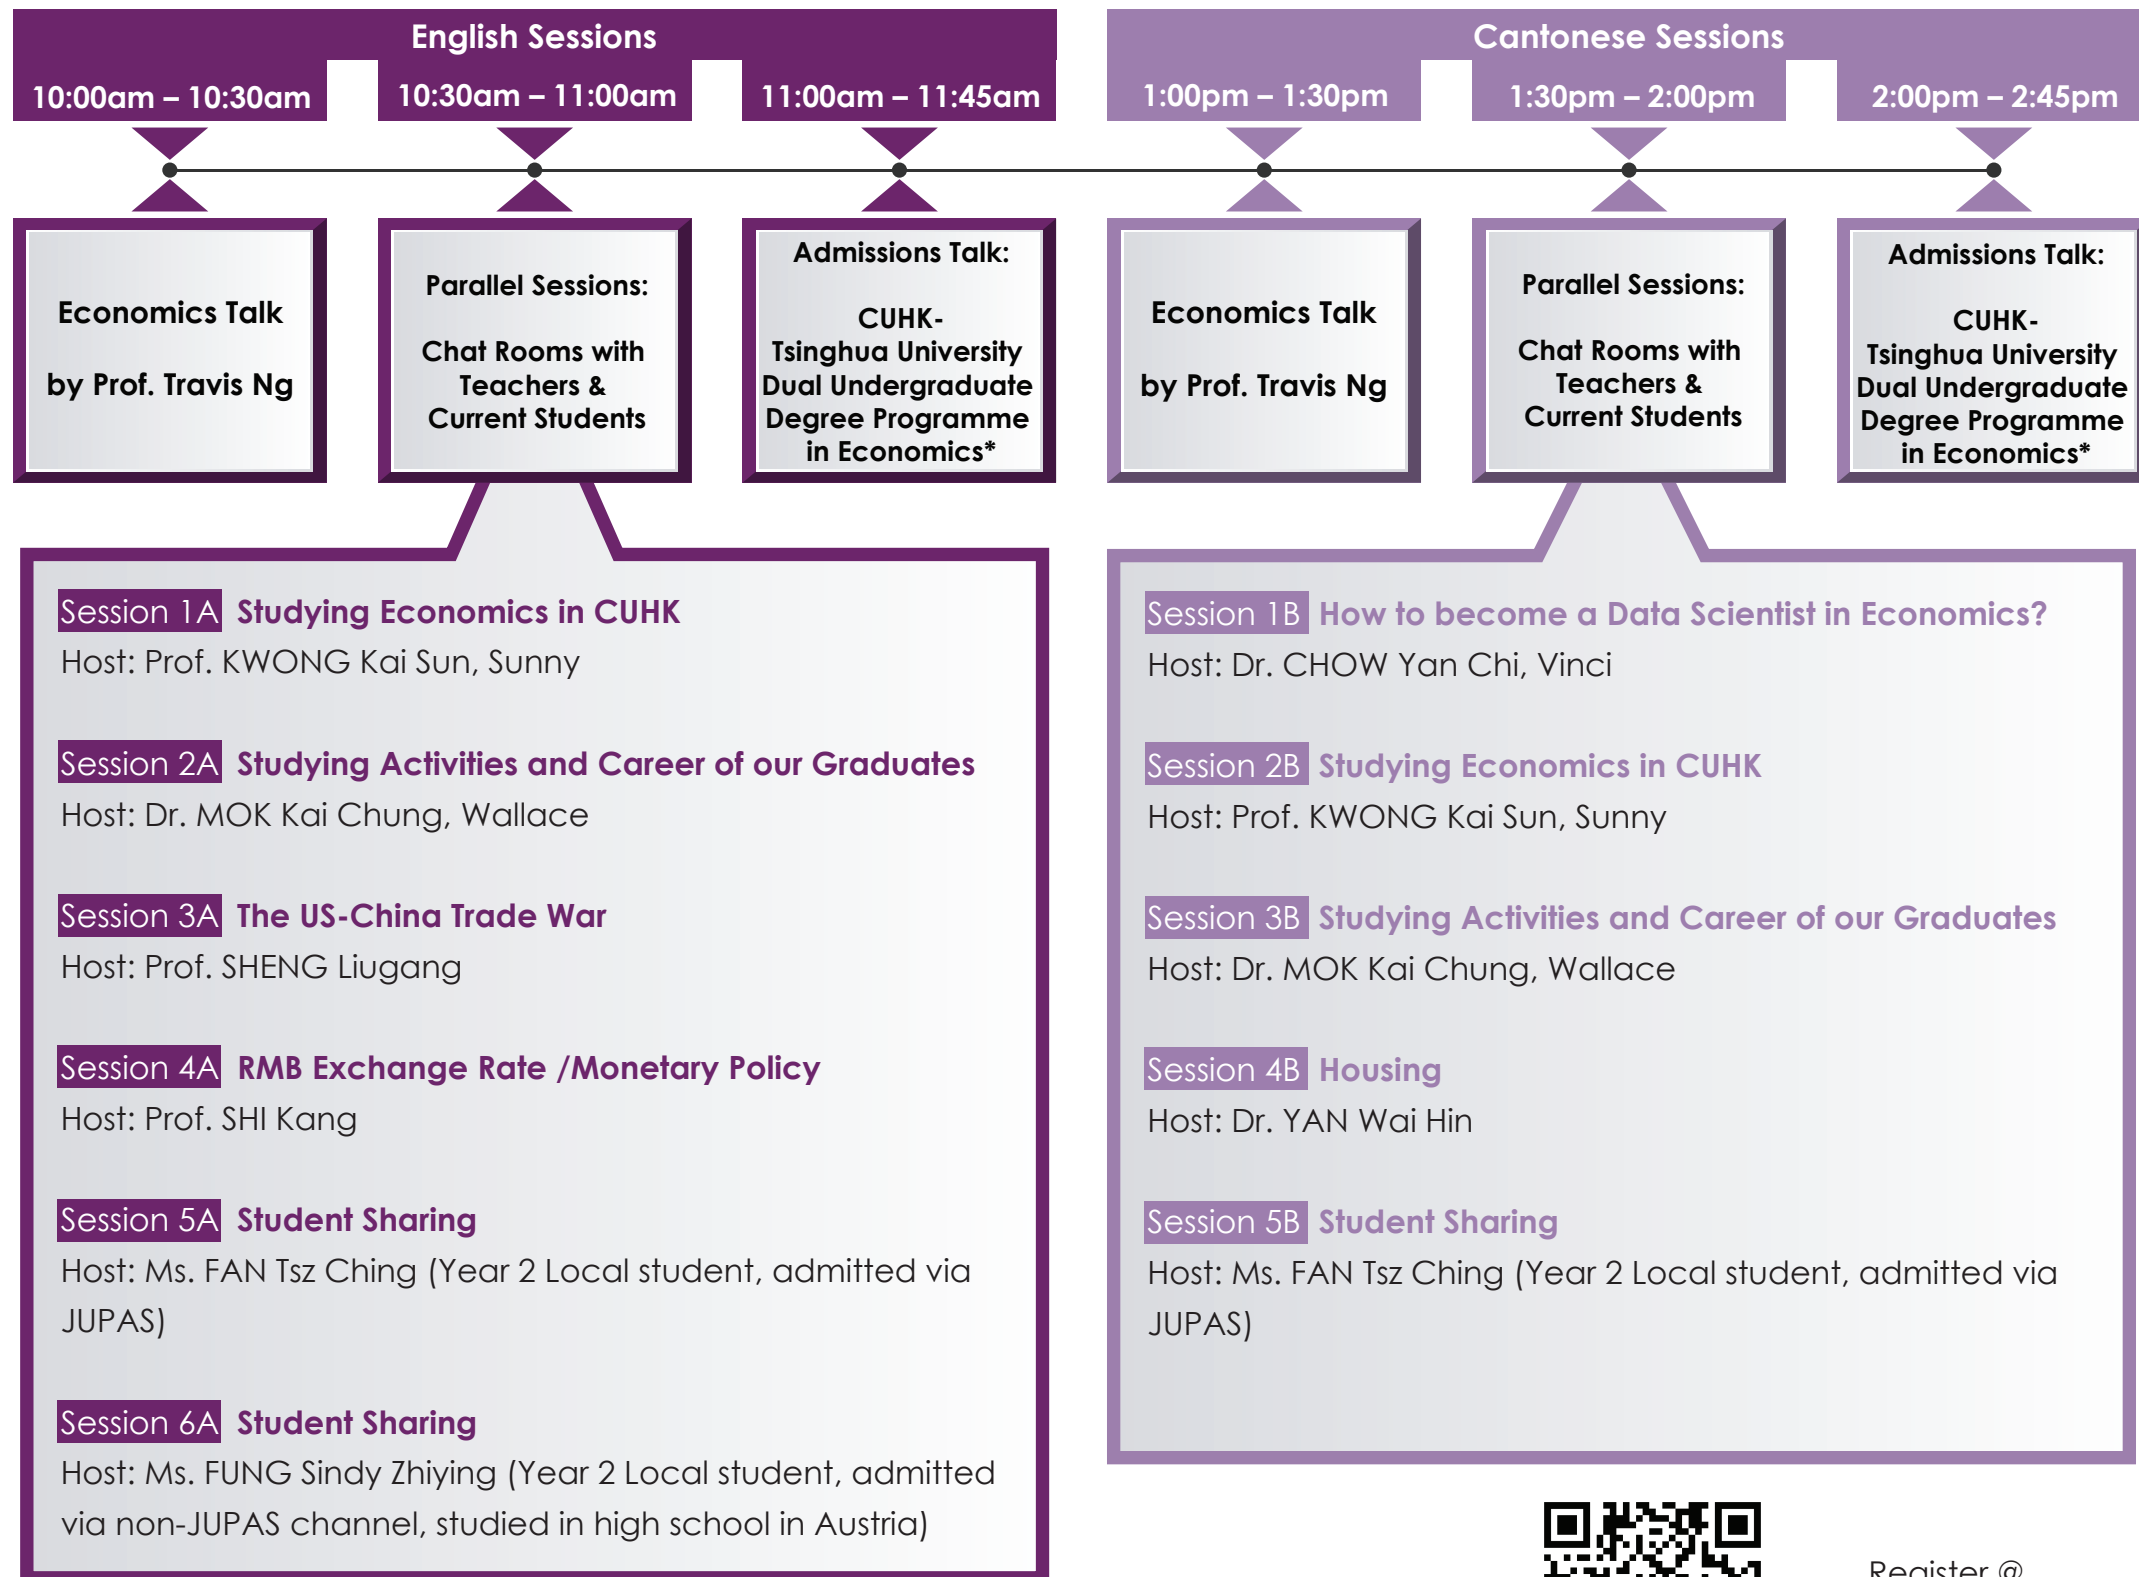 English Sessions
10:00am – 10:30am
10:30am – 11:00am
11:00am – 11:45am
Economics Talk
by Prof. Travis Ng
Parallel Sessions:
Chat Rooms with
Teachers &
Current Students
Admissions Talk:
CUHK-
Tsinghua University
Dual Undergraduate
Degree Programme
in Economics*
Session 1A Studying Economics in CUHK
Host: Prof. KWONG Kai Sun, Sunny
Session 2A Studying Activities and Career of our Graduates
Host: Dr. MOK Kai Chung, Wallace
Session 3A The US-China Trade War
Host: Prof. SHENG Liugang
Session 4A RMB Exchange Rate /Monetary Policy
Host: Prof. SHI Kang
Session 5A Student Sharing
Host: Ms. FAN Tsz Ching (Year 2 Local student, admitted via
JUPAS)
Session 6A Student Sharing
Host: Ms. FUNG Sindy Zhiying (Year 2 Local student, admitted
via non-JUPAS channel, studied in high school in Austria)
Cantonese Sessions
1:00pm – 1:30pm
1:30pm – 2:00pm
2:00pm – 2:45pm
Economics Talk
by Prof. Travis Ng
Parallel Sessions:
Chat Rooms with
Teachers &
Current Students
Admissions Talk:
CUHK-
Tsinghua University
Dual Undergraduate
Degree Programme
in Economics*
Session 1B How to become a Data Scientist in Economics?
Host: Dr. CHOW Yan Chi, Vinci
Session 2B Studying Economics in CUHK
Host: Prof. KWONG Kai Sun, Sunny
Session 3B Studying Activities and Career of our Graduates
Host: Dr. MOK Kai Chung, Wallace
Session 4B Housing
Host: Dr. YAN Wai Hin
Session 5B Student Sharing
Host: Ms. FAN Tsz Ching (Year 2 Local student, admitted via
JUPAS)
Register @